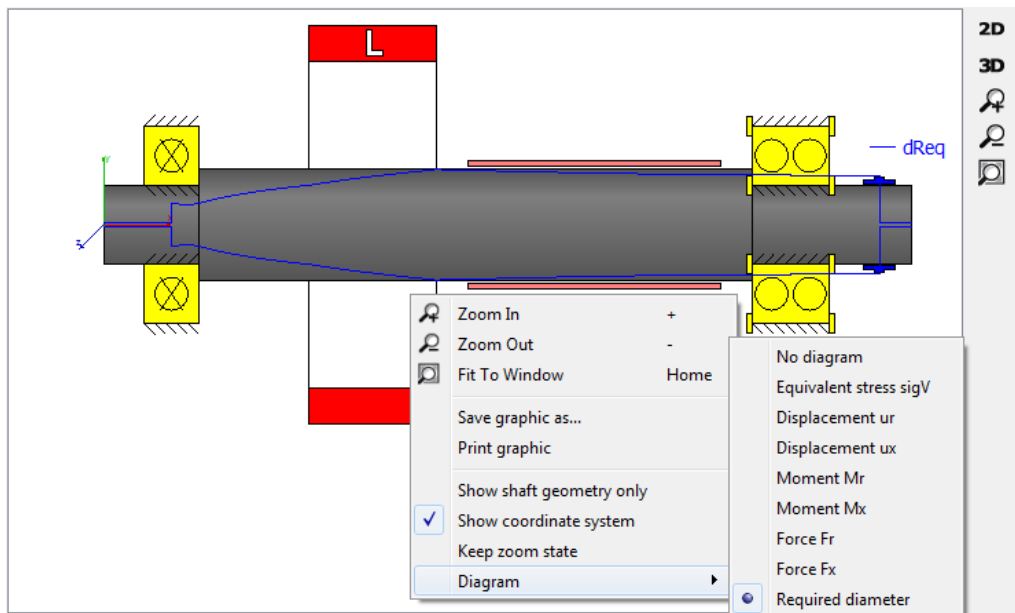 L
2D
3D
dReq
y
x
z
Zoom In +
Zoom Out -
Fit To Window Home
Save graphic as...
Print graphic
Show shaft geometry only
Show coordinate system
Keep zoom state
Diagram
No diagram
Equivalent stress sigV
Displacement ur
Displacement ux
Moment Mr
Moment Mx
Force Fr
Force Fx
Required diameter